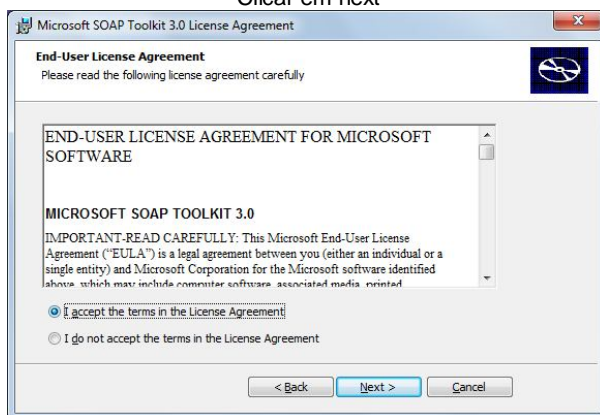 Clicar em next
Microsoft SOAP Toolkit 3.0 License Agreement
End-User License Agreement
Please read the following license agreement carefully
END-USER LICENSE AGREEMENT FOR MICROSOFT
SOFTWARE
MICROSOFT SOAP TOOLKIT 3.0
IMPORTANT-READ CAREFULLY: This Microsoft End-User License
Agreement ("EULA") is a legal agreement between you (either an individual or a
single entity) and Microsoft Corporation for the Microsoft software identified
above, which may include computer software, associated media, printed
I accept the terms in the License Agreement
I do not accept the terms in the License Agreement
< Back Next > Cancel